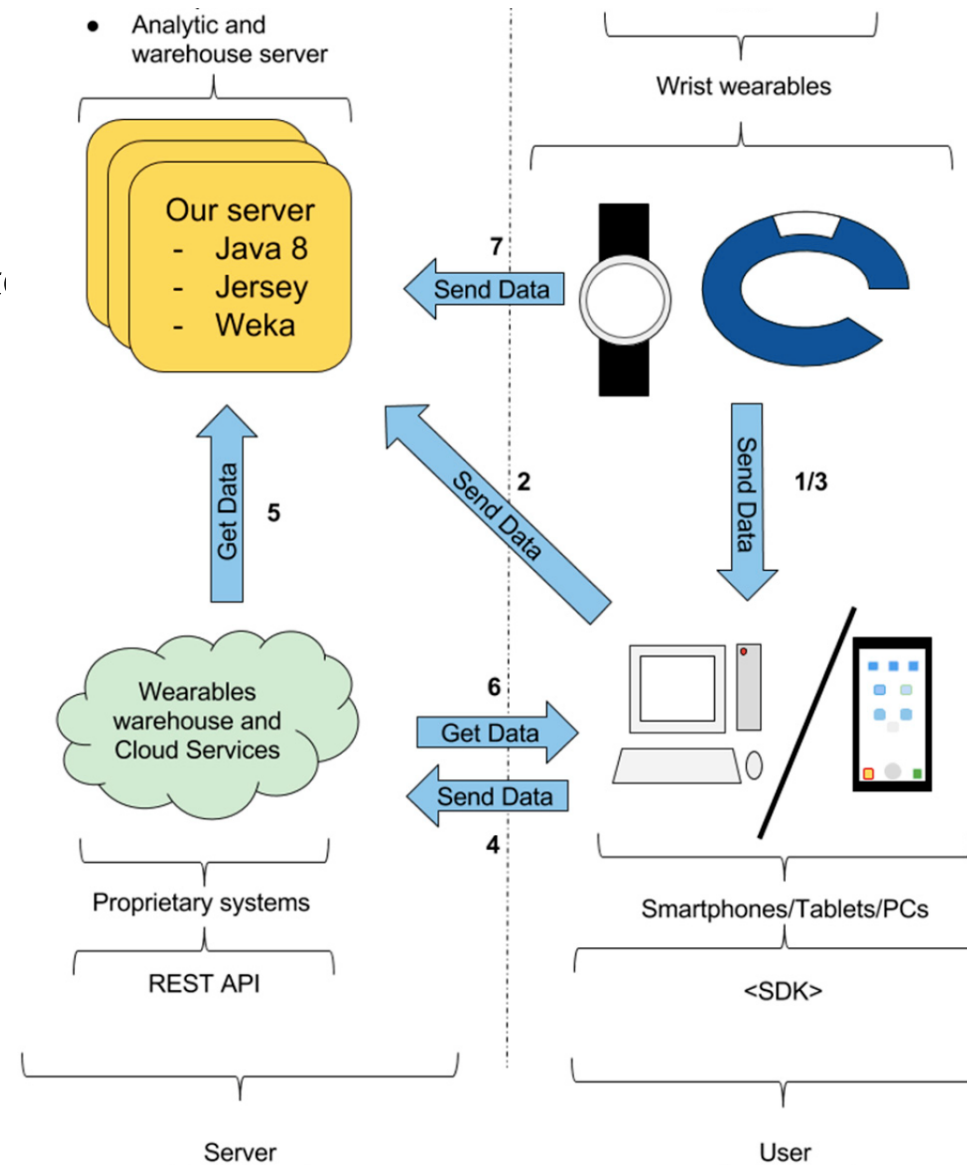 ● Analytic and
warehouse server
Wrist wearables
Our server
- Java 8
- Jersey
- Weka
7
Send Data
Send Data
1/3
2
Send Data
Get Data
5
Wearables
warehouse and
Cloud Services
6
Get Data
Send Data
4
Proprietary systems
Smartphones/Tablets/PCs
REST API
<SDK>
Server
User